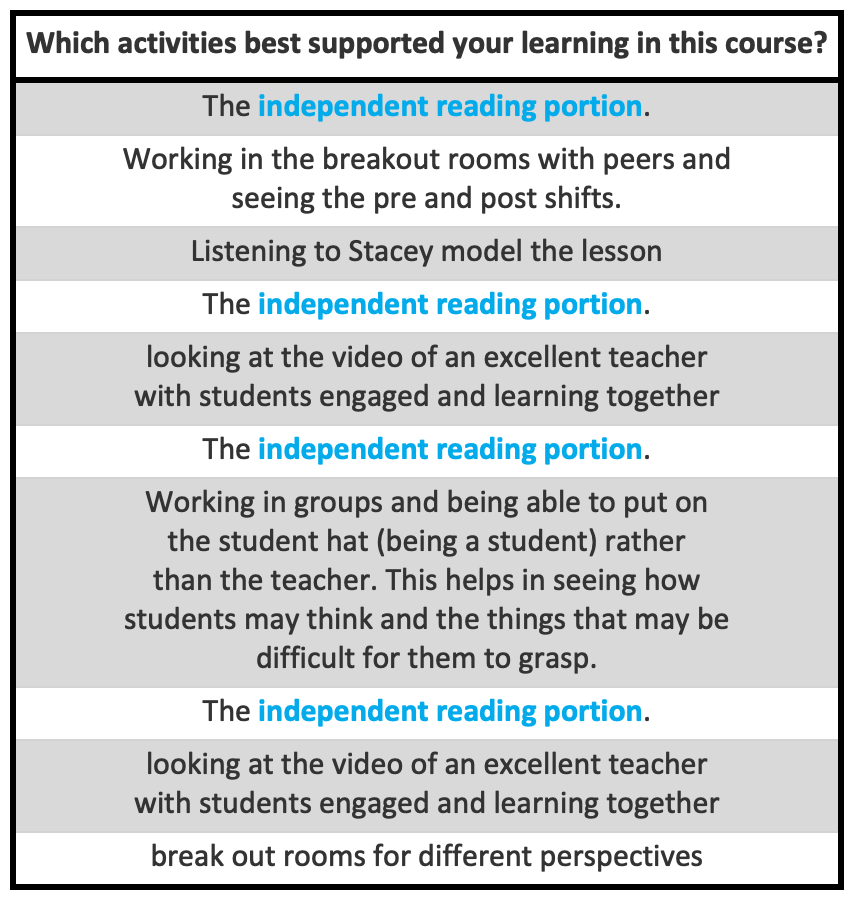 Which activities best supported your learning in this course?
The independent reading portion.
Working in the breakout rooms with peers and
seeing the pre and post shifts.
Listening to Stacey model the lesson
The independent reading portion.
looking at the video of an excellent teacher
with students engaged and learning together
The independent reading portion.
Working in groups and being able to put on
the student hat (being a student) rather
than the teacher. This helps in seeing how
students may think and the things that may be
difficult for them to grasp.
The independent reading portion.
looking at the video of an excellent teacher
with students engaged and learning together
break out rooms for different perspectives